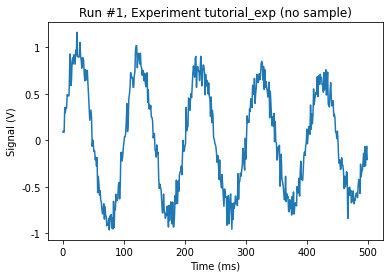 Run #1, Experiment tutorial_exp (no sample)
1
0.5
0
-0.5
-1
Signal (V)
0 100 200 300 400 500
Time (ms)